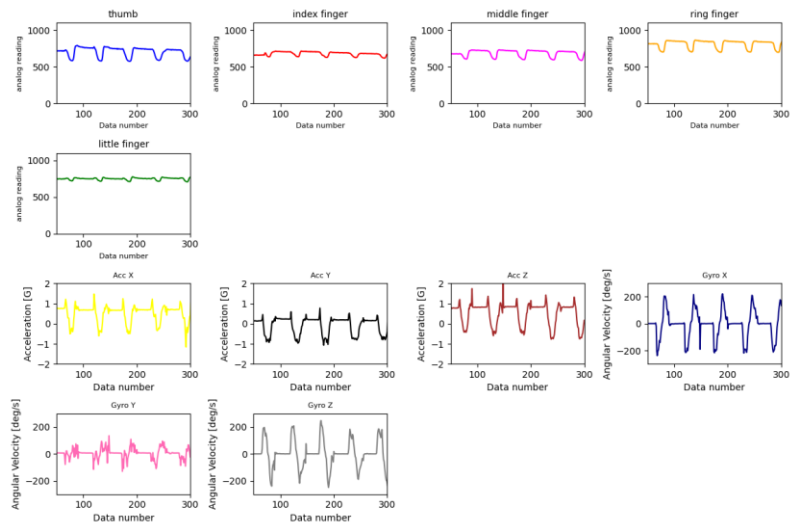 thumb
1000
500
0
analog reading
100
200
300
Data number
index finger
1000
500
0
analog reading
100
200
300
Data number
middle finger
1000
500
0
analog reading
100
200
300
Data number
ring finger
1000
500
0
analog reading
100
200
300
Data number
little finger
1000
500
0
analog reading
100
200
300
Data number
Acc X
2
1
0
−1
−2
Acceleration [G]
100
200
300
Data number
Acc Y
2
1
0
−1
−2
Acceleration [G]
100
200
300
Data number
Acc Z
2
1
0
−1
−2
Acceleration [G]
100
200
300
Data number
Gyro X
200
0
−200
Angular Velocity [deg/s]
100
200
300
Data number
Gyro Y
200
0
−200
Angular Velocity [deg/s]
100
200
300
Data number
Gyro Z
200
0
−200
Angular Velocity [deg/s]
100
200
300
Data number